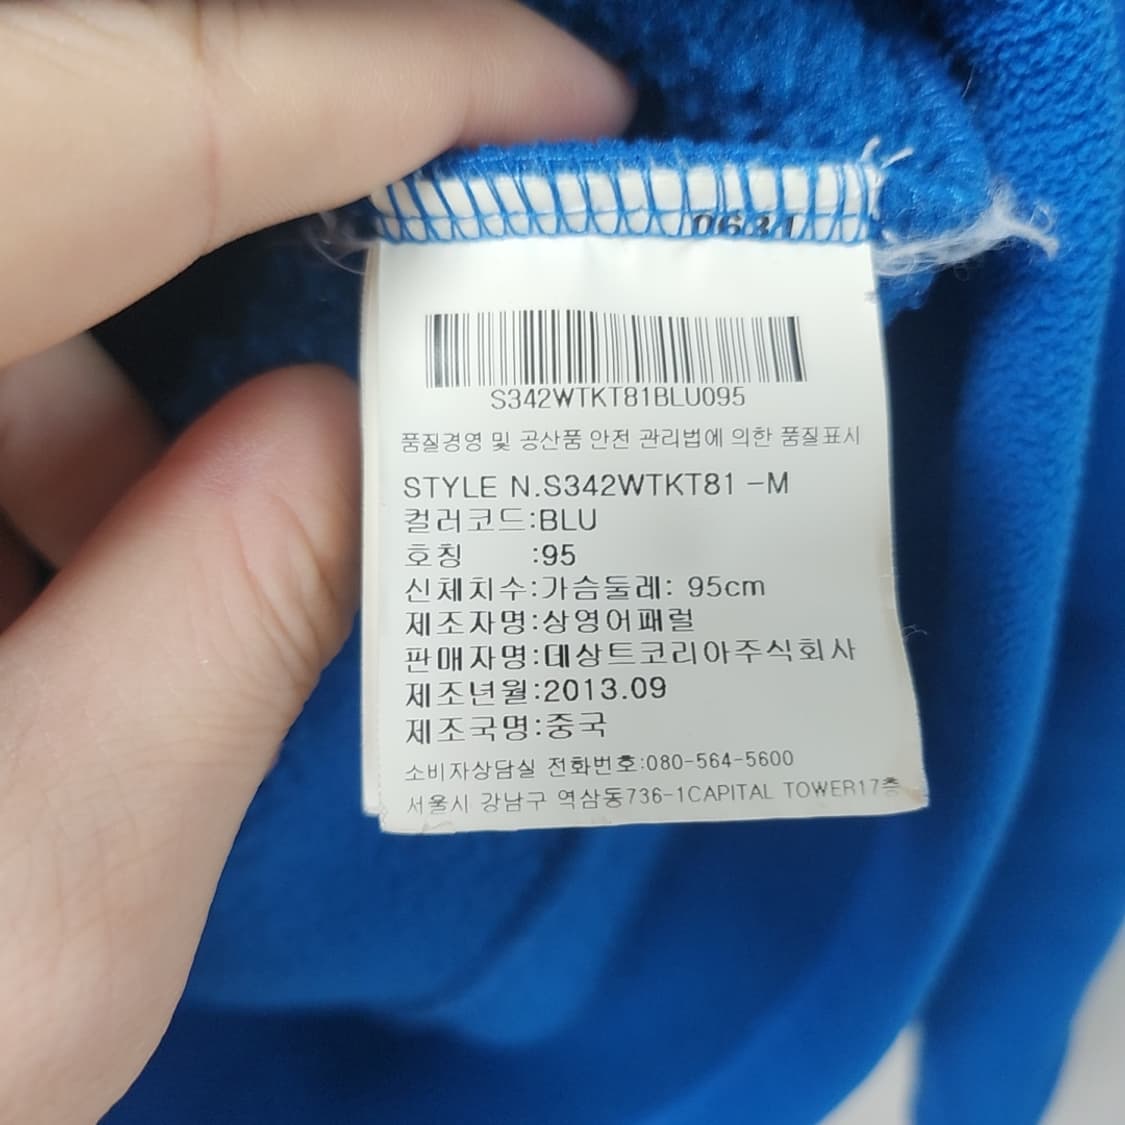 0631
S342WTKT81BLU095
품질경영 및 공산품 안전 관리법에 의한 품질표시
STYLE N.S342WTKT81 -M
컬러코드:BLU
호칭 :95
신체치수:가슴둘레: 95cm
제조자명:상영어패럴
판매자명:데상트코리아주식회사
제조년월:2013.09
제조국명:중국
소비자상담실 전화번호:080-564-5600
서울시 강남구 역삼동736-1CAPITAL TOWER17층